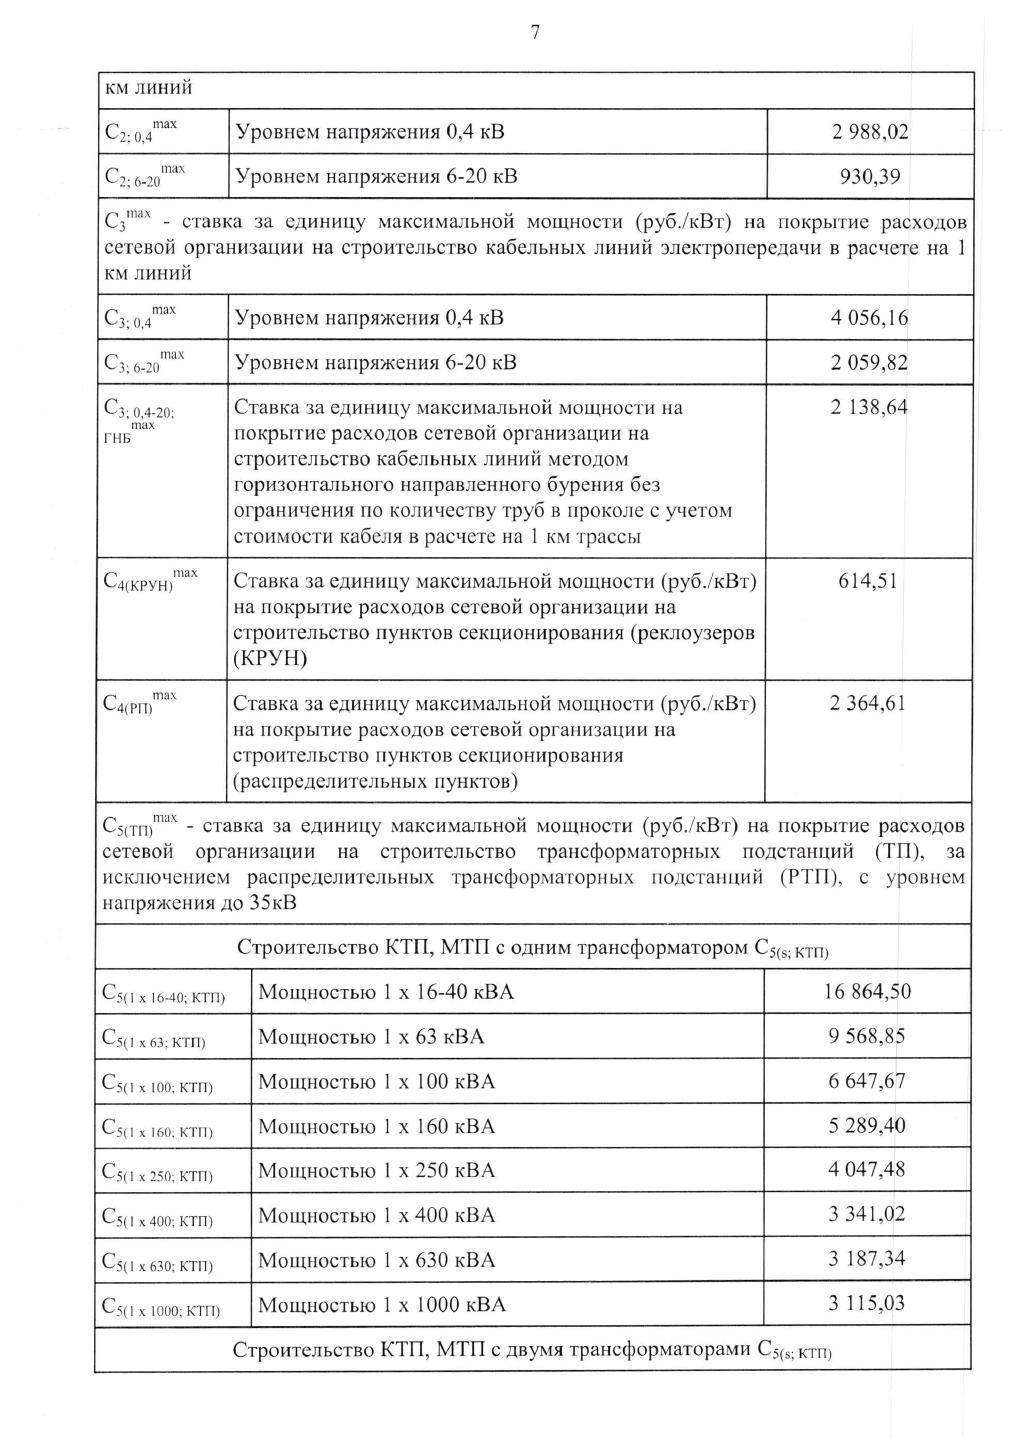 7
км линий
C2; 0,4 max Уровнем напряжения 0,4 кВ 2 988,02
C2; 6-20 max Уровнем напряжения 6-20 кВ 930,39
C3 max - ставка за единицу максимальной мощности (руб./кВт) на покрытие расходов
сетевой организации на строительство кабельных линий электропередачи в расчете на 1
км линий
C3; 0,4 max Уровнем напряжения 0,4 кВ 4 056,16
C3; 6-20 max Уровнем напряжения 6-20 кВ 2 059,82
C3; 0,4-20; Ставка за единицу максимальной мощности на 2 138,64
ГНБ max покрытие расходов сетевой организации на
строительство кабельных линий методом
горизонтального направленного бурения без
ограничения по количеству труб в проколе с учетом
стоимости кабеля в расчете на 1 км трассы
C4(КРУН) max Ставка за единицу максимальной мощности (руб./кВт) 614,51
на покрытие расходов сетевой организации на
строительство пунктов секционирования (реклоузеров
(КРУН)
C4(РП) max Ставка за единицу максимальной мощности (руб./кВт) 2 364,61
на покрытие расходов сетевой организации на
строительство пунктов секционирования
(распределительных пунктов)
C5(ТП) max - ставка за единицу максимальной мощности (руб./кВт) на покрытие расходов
сетевой организации на строительство трансформаторных подстанций (ТП), за
исключением распределительных трансформаторных подстанций (РТП), с уровнем
напряжения до 35кВ
Строительство КТП, МТП с одним трансформатором C5(s; КТП)
C5(1 x 16-40; КТП) Мощностью 1 x 16-40 кВА 16 864,50
C5(1 x 63; КТП) Мощностью 1 x 63 кВА 9 568,85
C5(1 x 100; КТП) Мощностью 1 x 100 кВА 6 647,67
C5(1 x 160; КТП) Мощностью 1 x 160 кВА 5 289,40
C5(1 x 250; КТП) Мощностью 1 x 250 кВА 4 047,48
C5(1 x 400; КТП) Мощностью 1 x 400 кВА 3 341,02
C5(1 x 630; КТП) Мощностью 1 x 630 кВА 3 187,34
C5(1 x 1000; КТП) Мощностью 1 x 1000 кВА 3 115,03
Строительство КТП, МТП с двумя трансформаторами C5(s; КТП)